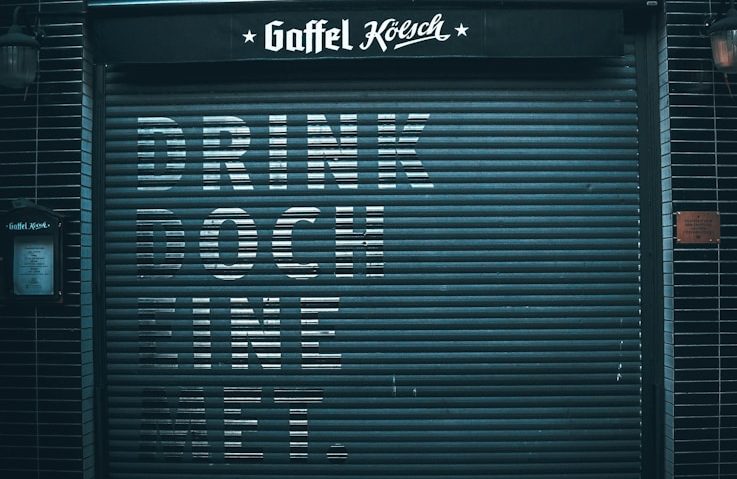 Gaffel Kölsch
DRINK
DOCH
EINE
MET.
Gaffel Kölsch